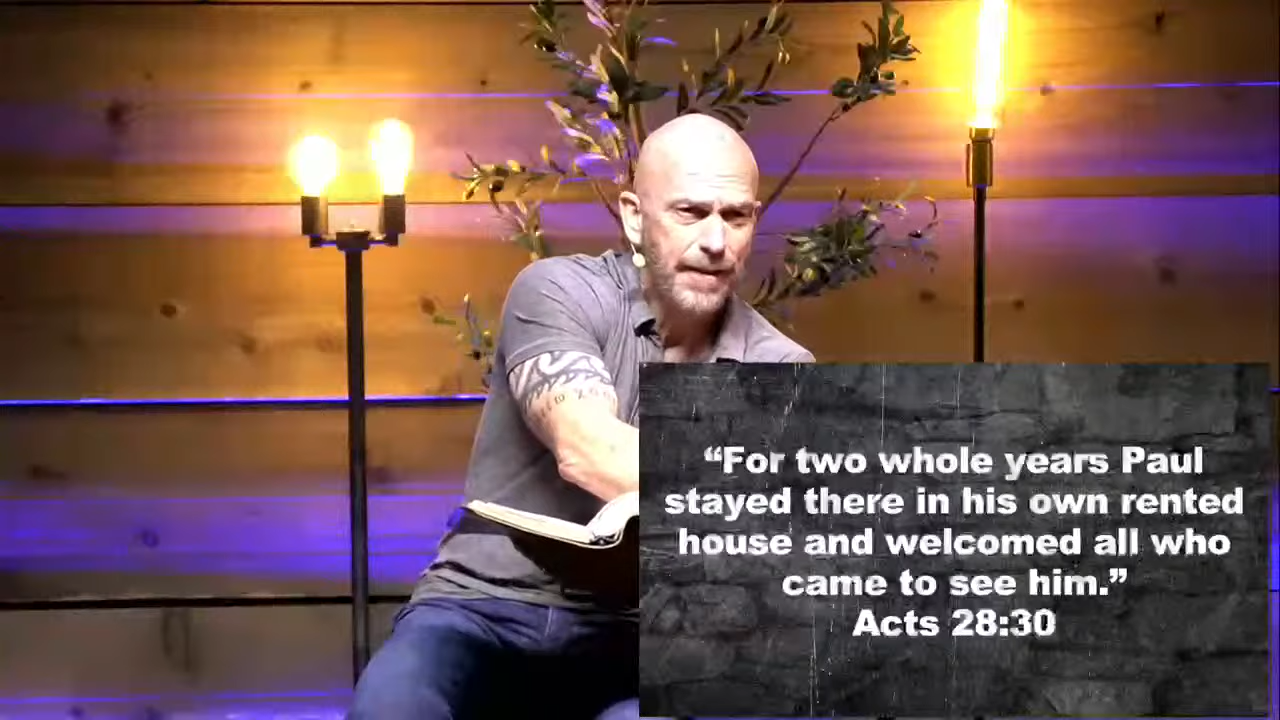 “For two whole years Paul
stayed there in his own rented
house and welcomed all who
came to see him.”
Acts 28:30